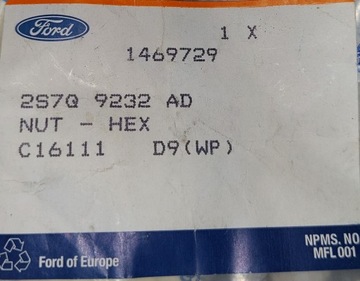 Ford
1 X
1469729
2S7Q 9232 AD
NUT - HEX
C16111 D9(WP)
NPMS. NO
MFL 001
Ford of Europe